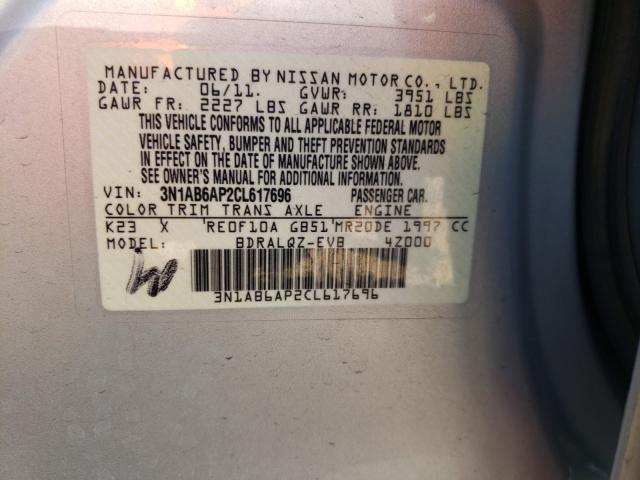 MANUFACTURED BY NISSAN MOTOR CO., LTD.
DATE: 06/11. GVWR: 3951 LBS
GAWR FR: 2227 LBS GAWR RR: 1810 LBS
THIS VEHICLE CONFORMS TO ALL APPLICABLE FEDERAL MOTOR
VEHICLE SAFETY, BUMPER, AND THEFT PREVENTION STANDARDS
IN EFFECT ON THE DATE OF MANUFACTURE SHOWN ABOVE.
SEE OWNER'S MANUAL FOR ADDITIONAL INFORMATION.
VIN: 3N1AB6AP2CL617696 PASSENGER CAR.
COLOR TRIM TRANS AXLE ENGINE
K23 X RE0F10A GB51 MR20DE 1997 CC
MODEL: BDRALQZ-EVB 4Z000
3N1AB6AP2CL617696